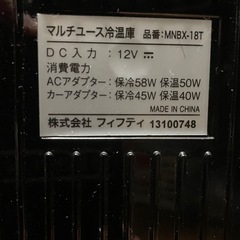 マルチユース冷温庫 品番:MNBX-18T
DC入力:12V⎓
消費電力
ACアダプター:保冷58W 保温50W
カーアダプター:保冷45W 保温40W
MADE IN CHINA
株式会社 フィフティ 13100748